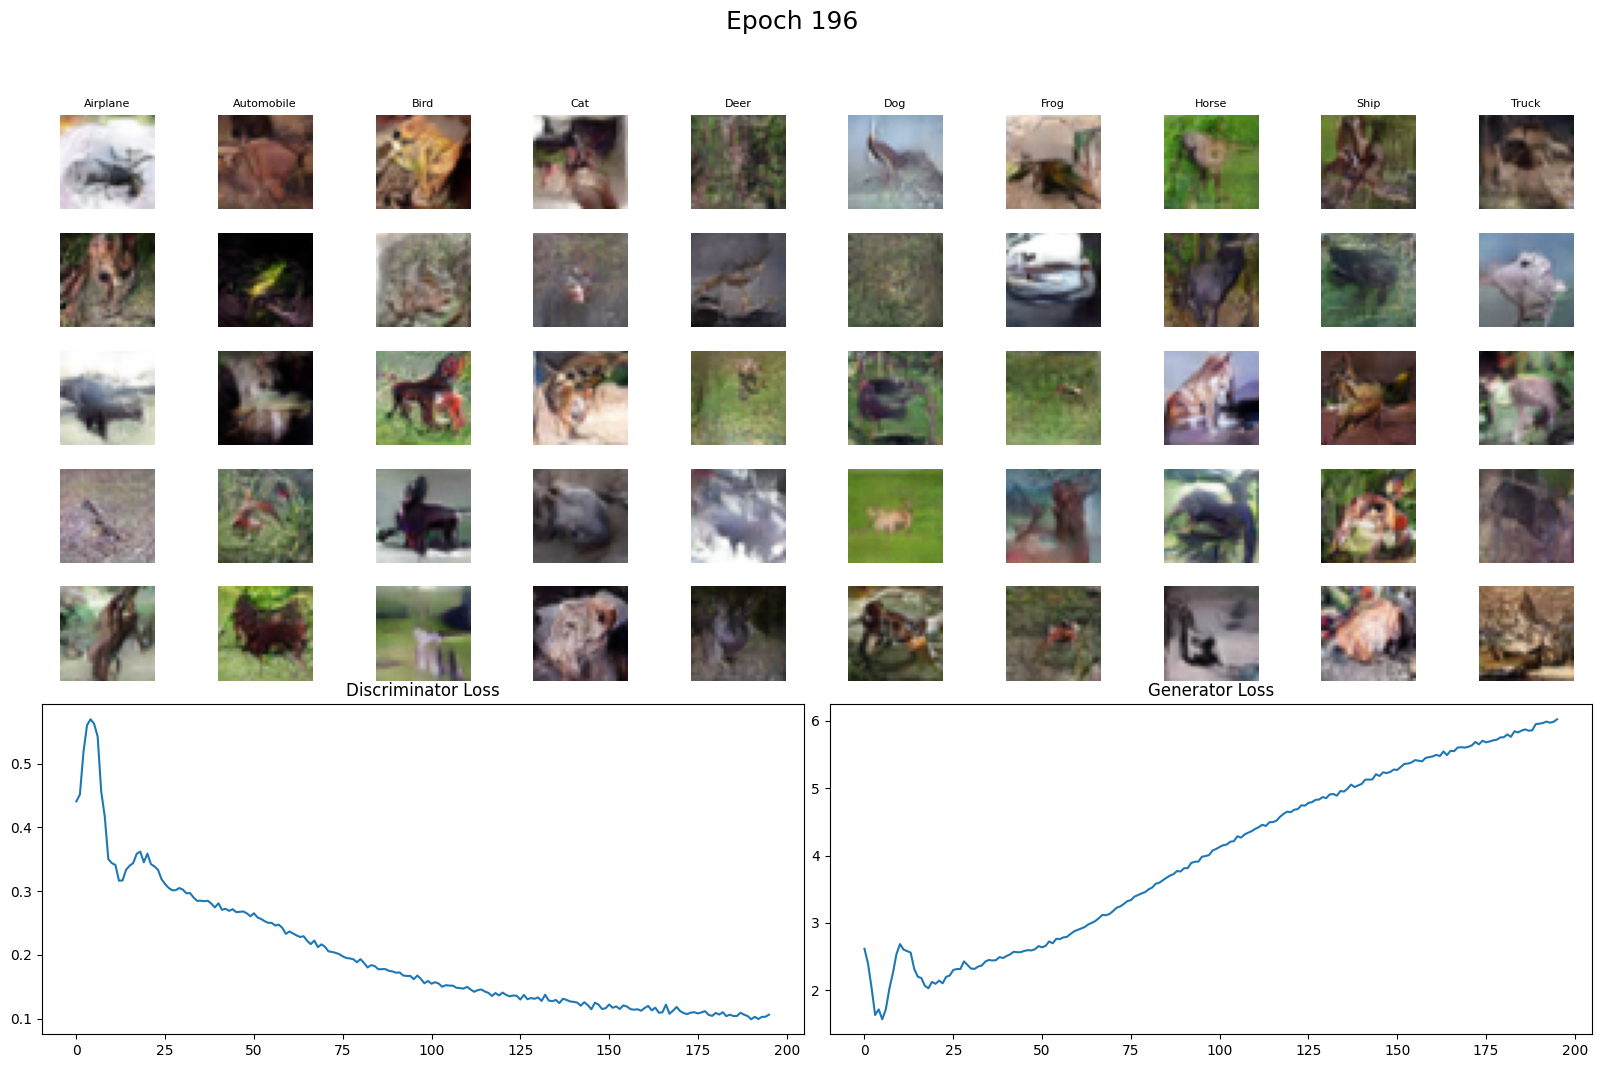 Epoch 196
Airplane Automobile Bird Cat Deer Dog Frog Horse Ship Truck
Discriminator Loss Generator Loss
0.5
0.4
0.3
0.2
0.1
0 25 50 75 100 125 150 175 200
6
5
4
3
2
0 25 50 75 100 125 150 175 200